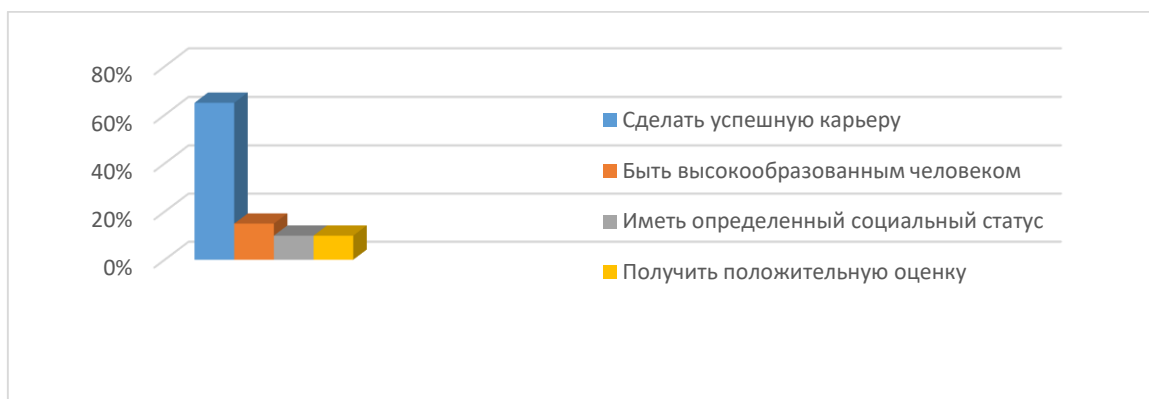 80%
60%
40%
20%
0%
Сделать успешную карьеру
Быть высокообразованным человеком
Иметь определенный социальный статус
Получить положительную оценку